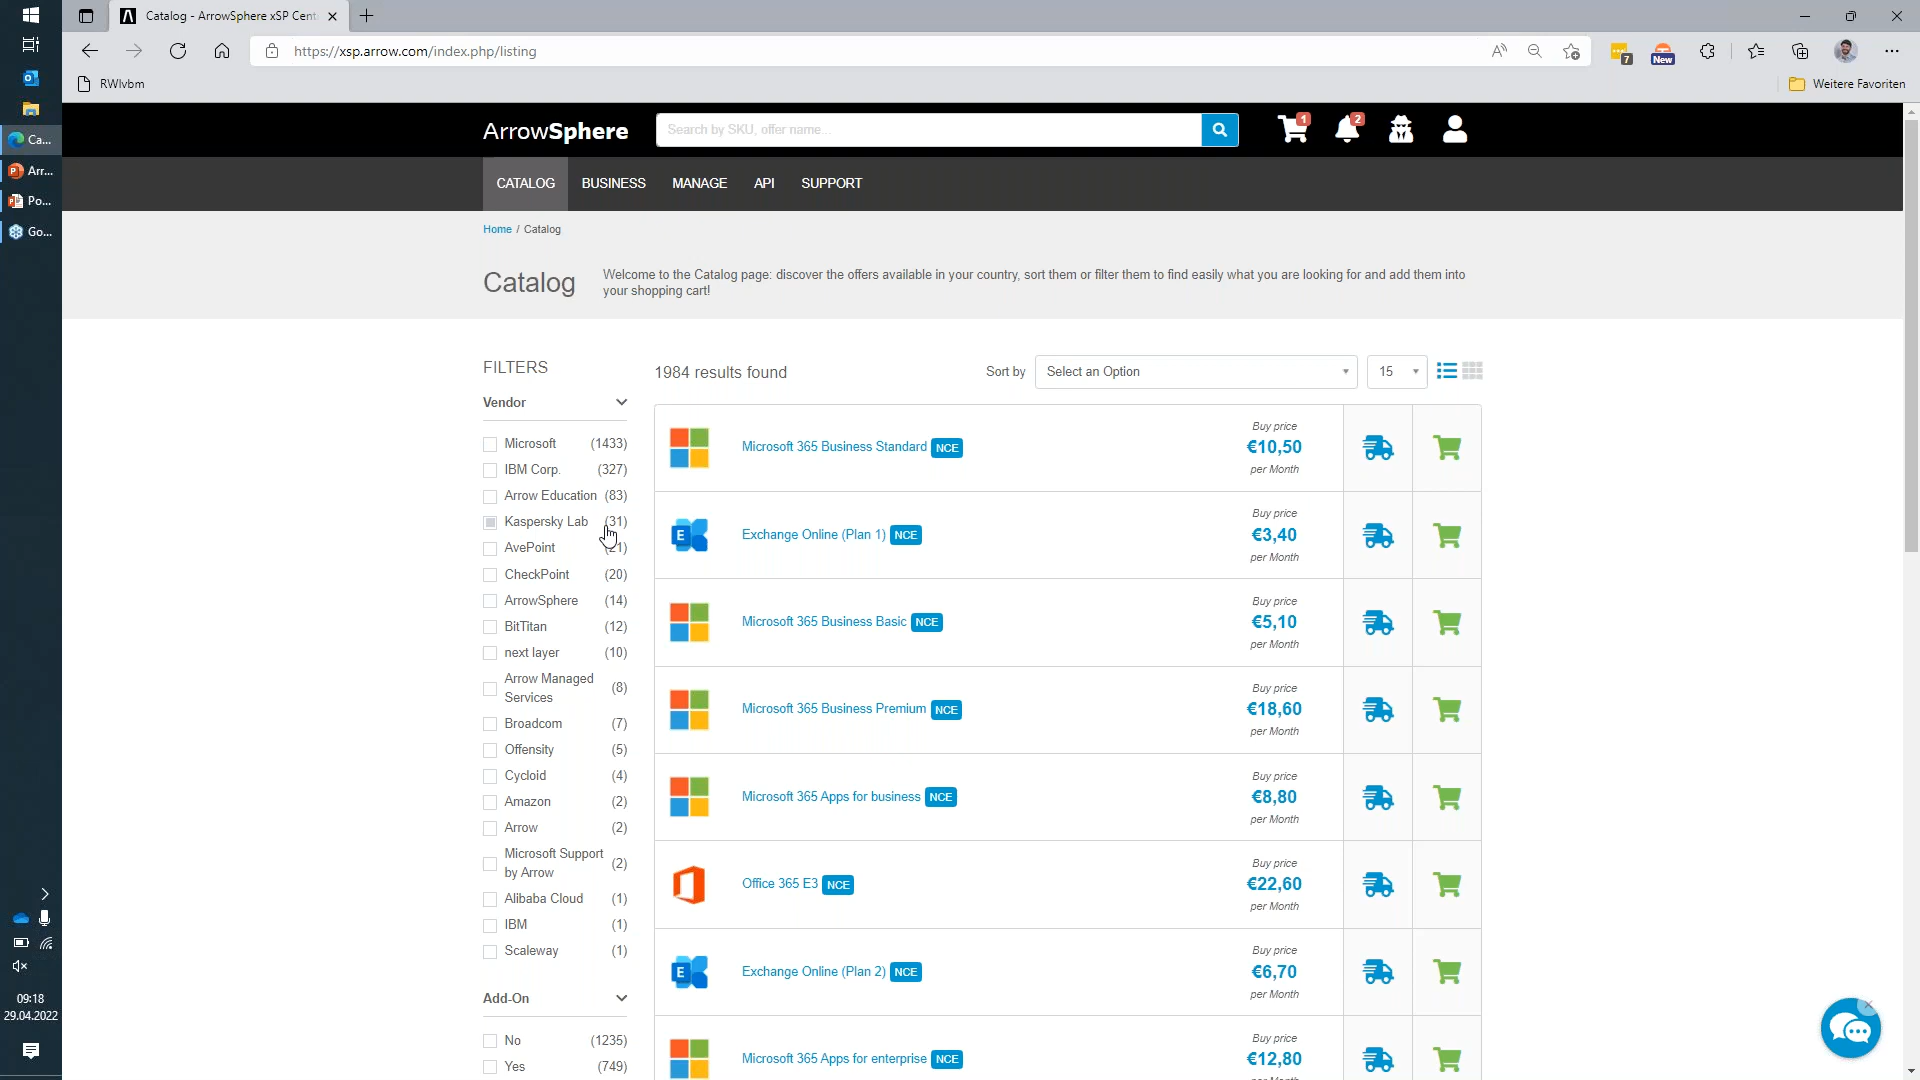 Catalog - ArrowSphere xSP Cent
https://xsp.arrow.com/index.php/listing
7
New
RWlvbm
Weitere Favoriten
Ca...
Arr...
Po...
Go...
ArrowSphere
Search by SKU, offer name...
1
2
CATALOG BUSINESS MANAGE API SUPPORT
Home / Catalog
Catalog
Welcome to the Catalog page: discover the offers available in your country, sort them or filter them to find easily what you are looking for and add them into
your shopping cart!
FILTERS
1984 results found
Sort by
Select an Option
15
Vendor
Microsoft (1433)
IBM Corp. (327)
Arrow Education (83)
Kaspersky Lab (31)
AvePoint (21)
CheckPoint (20)
ArrowSphere (14)
BitTitan (12)
next layer (10)
Arrow Managed
Services (8)
Broadcom (7)
Offensity (5)
Cycloid (4)
Amazon (2)
Arrow (2)
Microsoft Support
by Arrow (2)
Alibaba Cloud (1)
IBM (1)
Scaleway (1)
Add-On
No (1235)
Yes (749)
Microsoft 365 Business Standard NCE
Buy price
€10,50
per Month
Exchange Online (Plan 1) NCE
Buy price
€3,40
per Month
Microsoft 365 Business Basic NCE
Buy price
€5,10
per Month
Microsoft 365 Business Premium NCE
Buy price
€18,60
per Month
Microsoft 365 Apps for business NCE
Buy price
€8,80
per Month
Office 365 E3 NCE
Buy price
€22,60
per Month
Exchange Online (Plan 2) NCE
Buy price
€6,70
per Month
Microsoft 365 Apps for enterprise NCE
Buy price
€12,80
per Month
09:18
29.04.2022